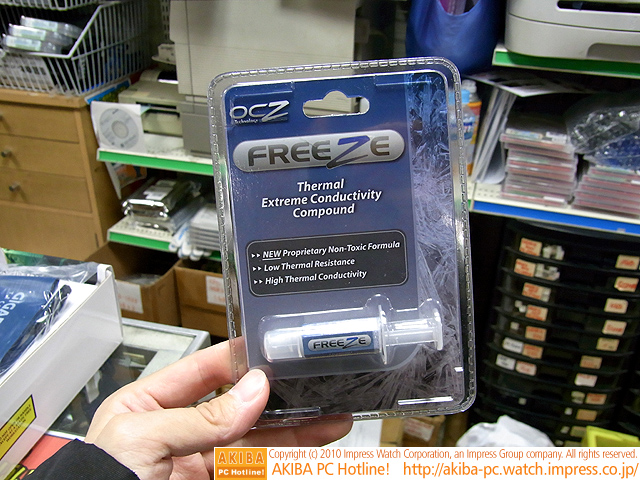 OCZ
Technology
FREEZE
Thermal
Extreme Conductivity
Compound
▸▸ NEW Proprietary Non-Toxic Formula
▸▸ Low Thermal Resistance
▸▸ High Thermal Conductivity
FREEZE
AKIBA
PC Hotline!
Copyright (c) 2010 Impress Watch Corporation, an Impress Group company. All rights reserved.
AKIBA PC Hotline! http://akiba-pc.watch.impress.co.jp/